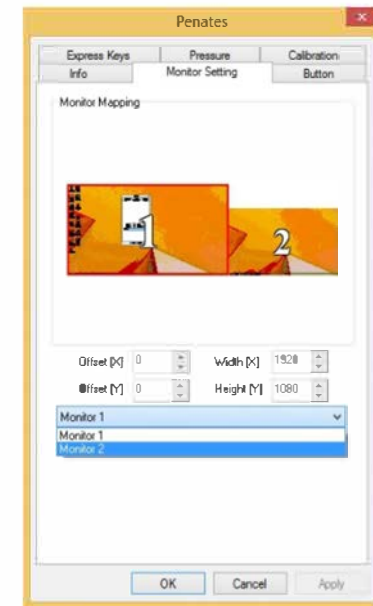 Penates
Express Keys Pressure Calibration
Info Monitor Setting Button
Monitor Mapping
1 2
Offset [X] 0 Width [X] 1920
Offset [Y] 0 Height [Y] 1080
Monitor 1
Monitor 1
Monitor 2
OK Cancel Apply